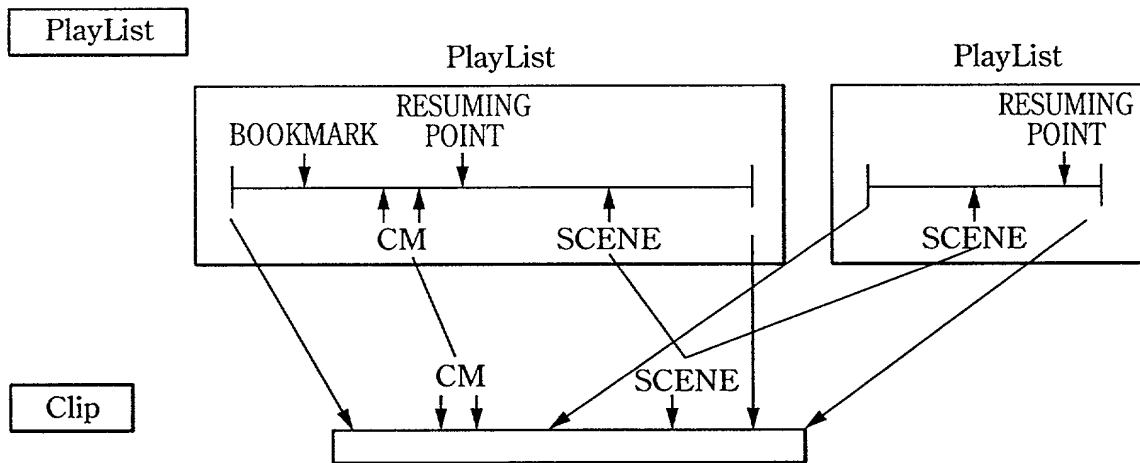 PlayList
PlayList
PlayList
BOOKMARK
RESUMING
POINT
CM
SCENE
RESUMING
POINT
SCENE
CM
SCENE
Clip